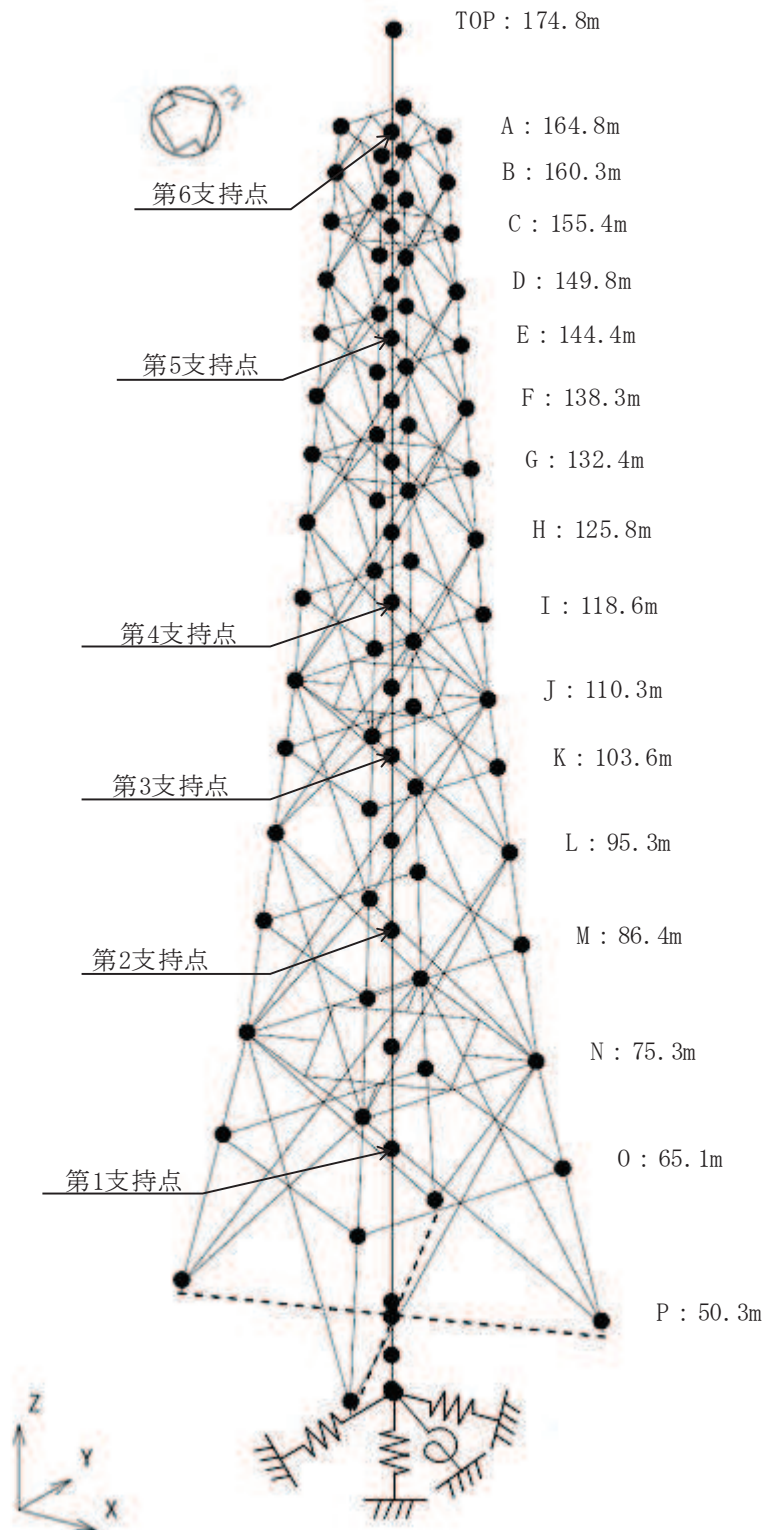 TOP : 174.8m
A : 164.8m
第6支持点
B : 160.3m
C : 155.4m
D : 149.8m
E : 144.4m
第5支持点
F : 138.3m
G : 132.4m
H : 125.8m
I : 118.6m
第4支持点
J : 110.3m
K : 103.6m
第3支持点
L : 95.3m
M : 86.4m
第2支持点
N : 75.3m
O : 65.1m
第1支持点
P : 50.3m
Z
Y
X